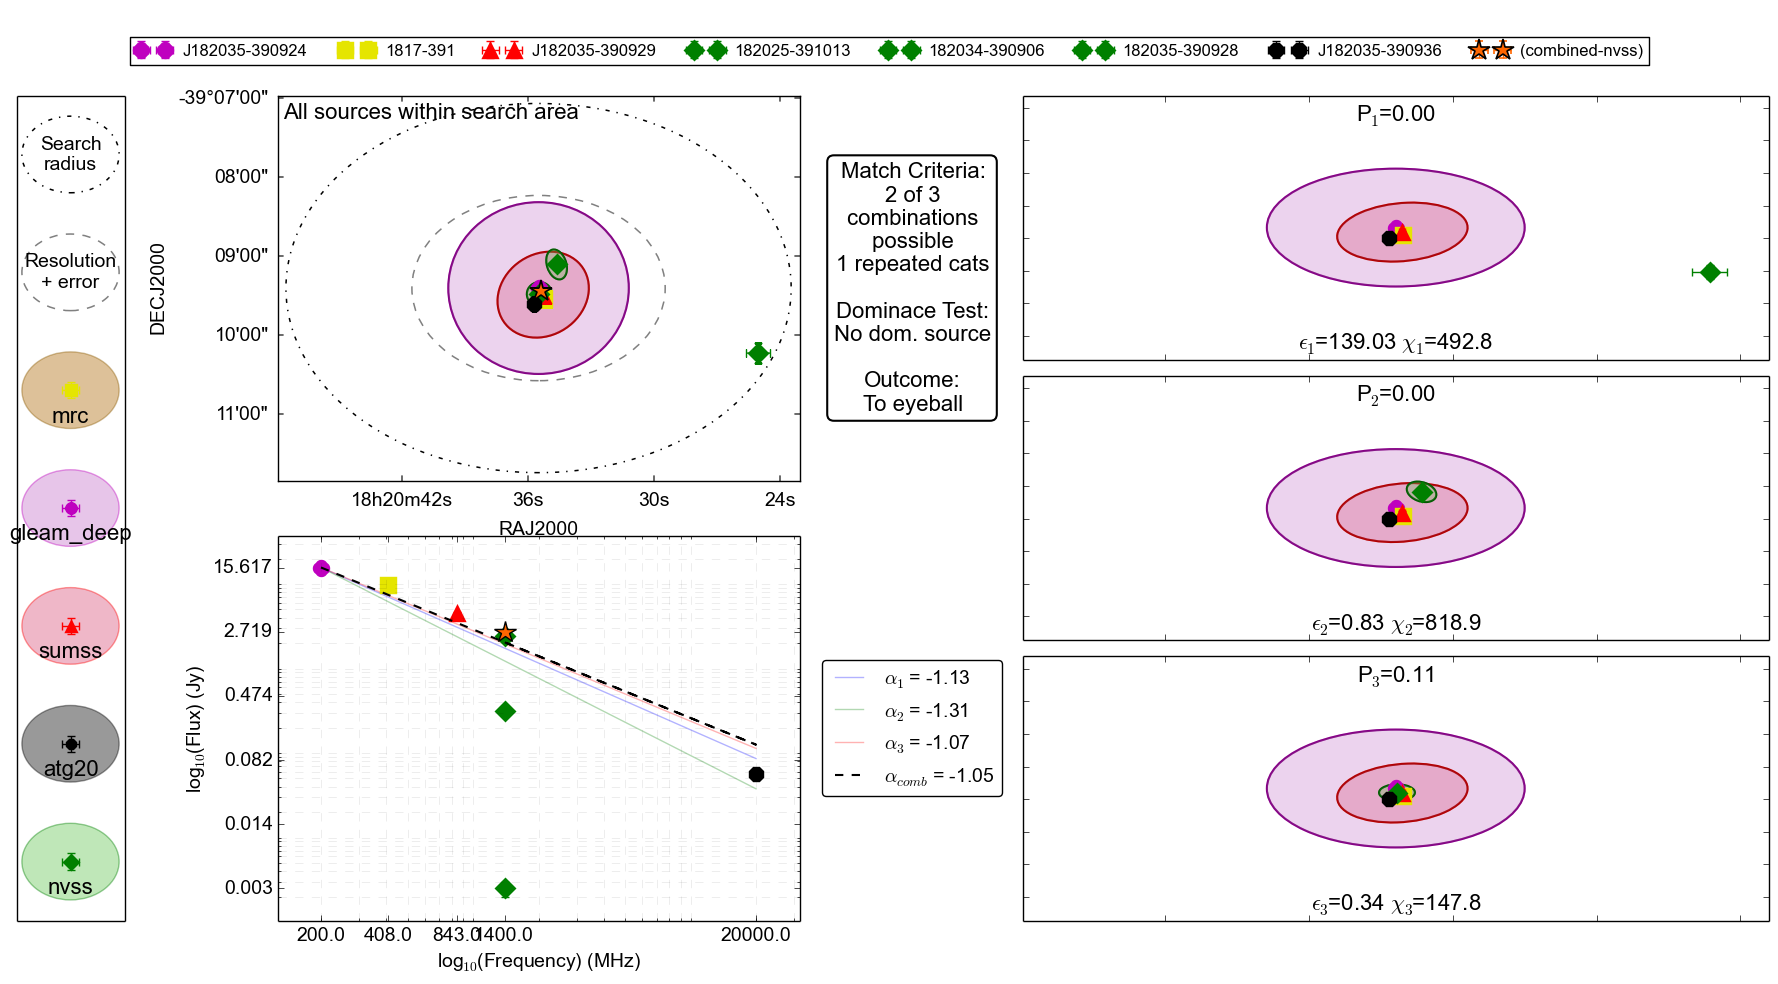 J182035-390924 1817-391 J182035-390929 182025-391013 182034-390906 182035-390928 J182035-390936 (combined-nvss)
Search
radius
Resolution
+ error
mrc
gleam_deep
sumss
atg20
nvss
All sources within search area
-39°07'00"
08'00"
09'00"
10'00"
11'00"
DECJ2000
18h20m42s 36s 30s 24s
RAJ2000
Match Criteria:
2 of 3
combinations
possible
1 repeated cats
Dominace Test:
No dom. source
Outcome:
To eyeball
15.617
2.719
0.474
0.082
0.014
0.003
log10(Flux) (Jy)
200.0 408.0 843.0 1400.0 20000.0
log10(Frequency) (MHz)
α1 = -1.13
α2 = -1.31
α3 = -1.07
αcomb = -1.05
P1=0.00
ϵ1=139.03 χ1=492.8
P2=0.00
ϵ2=0.83 χ2=818.9
P3=0.11
ϵ3=0.34 χ3=147.8